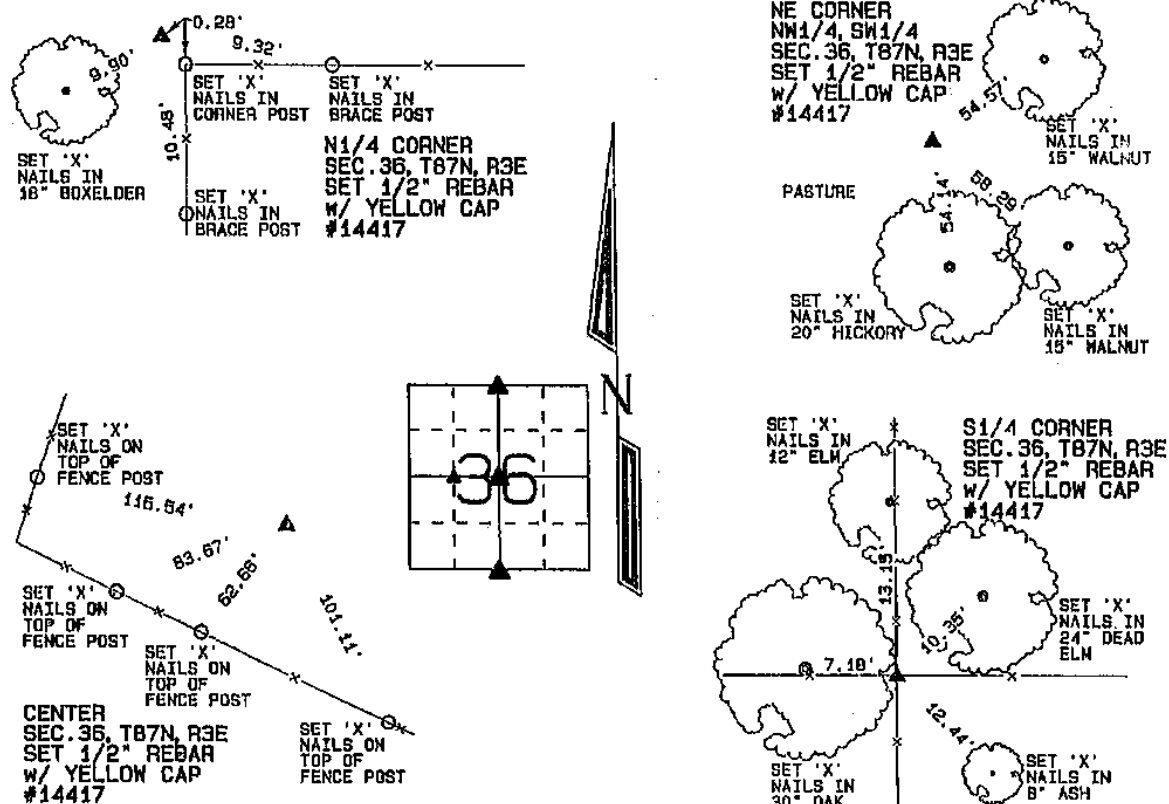 0.28'
9.32'
9.90'
10.48'
SET 'X'
NAILS IN
CORNER POST
SET 'X'
NAILS IN
BRACE POST
SET 'X'
NAILS IN
BRACE POST
SET 'X'
NAILS IN
16" BOXELDER
N1/4 CORNER
SEC.36, T87N, R3E
SET 1/2" REBAR
W/ YELLOW CAP
#14417
NE CORNER
NW1/4, SW1/4
SEC.36, T87N, R3E
SET 1/2" REBAR
W/ YELLOW CAP
#14417
54.5'
SET 'X'
NAILS IN
15" WALNUT
PASTURE
54.14'
58.29
SET 'X'
NAILS IN
20" HICKORY
SET 'X'
NAILS IN
15" WALNUT
N
36
SET 'X'
NAILS ON
TOP OF
FENCE POST
116.54'
83.67'
62.66'
101.11'
SET 'X'
NAILS ON
TOP OF
FENCE POST
SET 'X'
NAILS ON
TOP OF
FENCE POST
SET 'X'
NAILS ON
TOP OF
FENCE POST
CENTER
SEC.36, T87N, R3E
SET 1/2" REBAR
W/ YELLOW CAP
#14417
SET 'X'
NAILS IN
12" ELM
S1/4 CORNER
SEC.36, T87N, R3E
SET 1/2" REBAR
W/ YELLOW CAP
#14417
13.15'
10.35'
7.18'
12.44'
SET 'X'
NAILS IN
24" DEAD
ELM
SET 'X'
NAILS IN
30" OAK
SET 'X'
NAILS IN
8" ASH